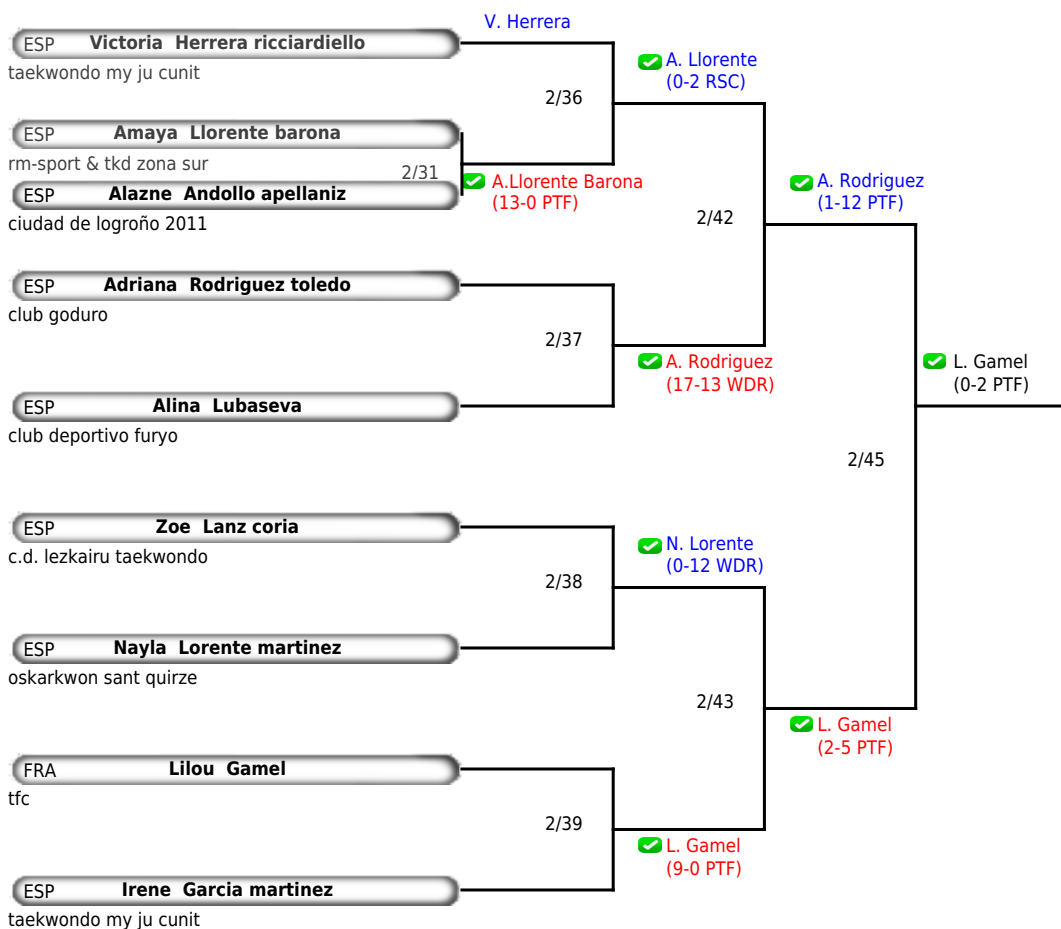 V. Herrera
ESP Victoria Herrera ricciardiello
taekwondo my ju cunit
A. Llorente
(0-2 RSC)
2/36
ESP Amaya Llorente barona
rm-sport & tkd zona sur
2/31
A.Llorente Barona
(13-0 PTF)
ESP Alazne Andollo apellaniz
ciudad de logroño 2011
A. Rodriguez
(1-12 PTF)
2/42
ESP Adriana Rodriguez toledo
club goduro
2/37
A. Rodriguez
(17-13 WDR)
L. Gamel
(0-2 PTF)
ESP Alina Lubaseva
club deportivo furyo
2/45
ESP Zoe Lanz coria
c.d. lezkairu taekwondo
N. Lorente
(0-12 WDR)
2/38
ESP Nayla Lorente martinez
oskarkwon sant quirze
2/43
L. Gamel
(2-5 PTF)
FRA Lilou Gamel
tfc
2/39
L. Gamel
(9-0 PTF)
ESP Irene Garcia martinez
taekwondo my ju cunit